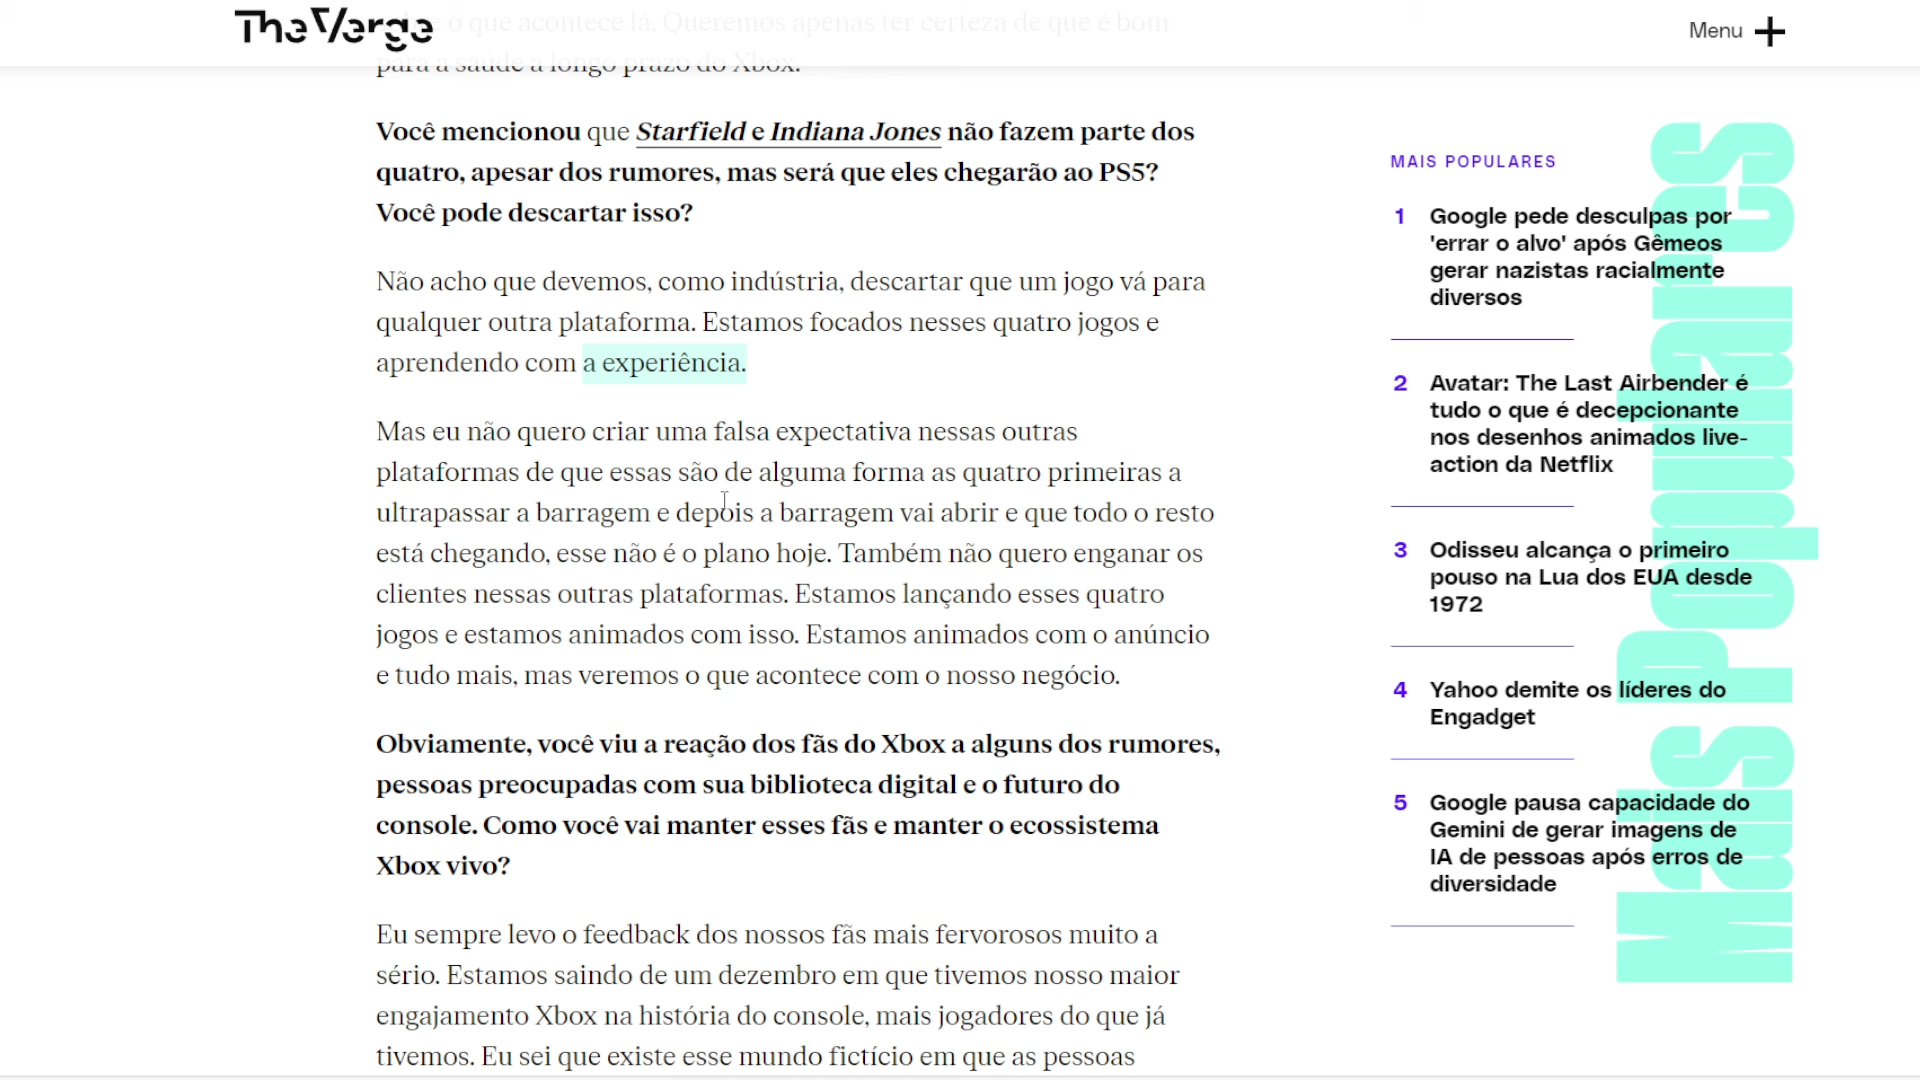 The Verge
Menu
o que acontece lá. Queremos apenas ter certeza de que é bom
para a saúde a longo prazo do Xbox.
Você mencionou que Starfield e Indiana Jones não fazem parte dos
quatro, apesar dos rumores, mas será que eles chegarão ao PS5?
Você pode descartar isso?
Não acho que devemos, como indústria, descartar que um jogo vá para
qualquer outra plataforma. Estamos focados nesses quatro jogos e
aprendendo com a experiência.
Mas eu não quero criar uma falsa expectativa nessas outras
plataformas de que essas são de alguma forma as quatro primeiras a
ultrapassar a barragem e depois a barragem vai abrir e que todo o resto
está chegando, esse não é o plano hoje. Também não quero enganar os
clientes nessas outras plataformas. Estamos lançando esses quatro
jogos e estamos animados com isso. Estamos animados com o anúncio
e tudo mais, mas veremos o que acontece com o nosso negócio.
Obviamente, você viu a reação dos fãs do Xbox a alguns dos rumores,
pessoas preocupadas com sua biblioteca digital e o futuro do
console. Como você vai manter esses fãs e manter o ecossistema
Xbox vivo?
Eu sempre levo o feedback dos nossos fãs mais fervorosos muito a
sério. Estamos saindo de um dezembro em que tivemos nosso maior
engajamento Xbox na história do console, mais jogadores do que já
tivemos. Eu sei que existe esse mundo fictício em que as pessoas
MAIS POPULARES
1 Google pede desculpas por
'errar o alvo' após Gêmeos
gerar nazistas racialmente
diversos
2 Avatar: The Last Airbender é
tudo o que é decepcionante
nos desenhos animados live-
action da Netflix
3 Odisseu alcança o primeiro
pouso na Lua dos EUA desde
1972
4 Yahoo demite os líderes do
Engadget
5 Google pausa capacidade do
Gemini de gerar imagens de
IA de pessoas após erros de
diversidade
Mais Populares